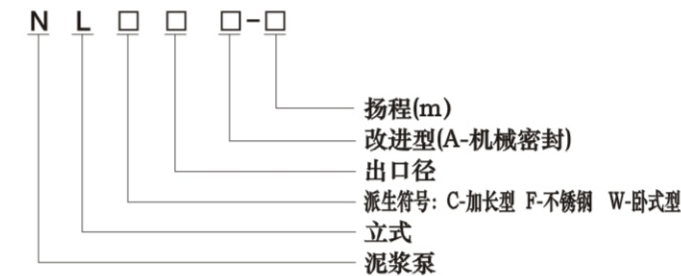 N L □ □ □-□
扬程(m)
改进型(A-机械密封)
出口径
派生符号: C-加长型 F-不锈钢 W-卧式型
立式
泥浆泵